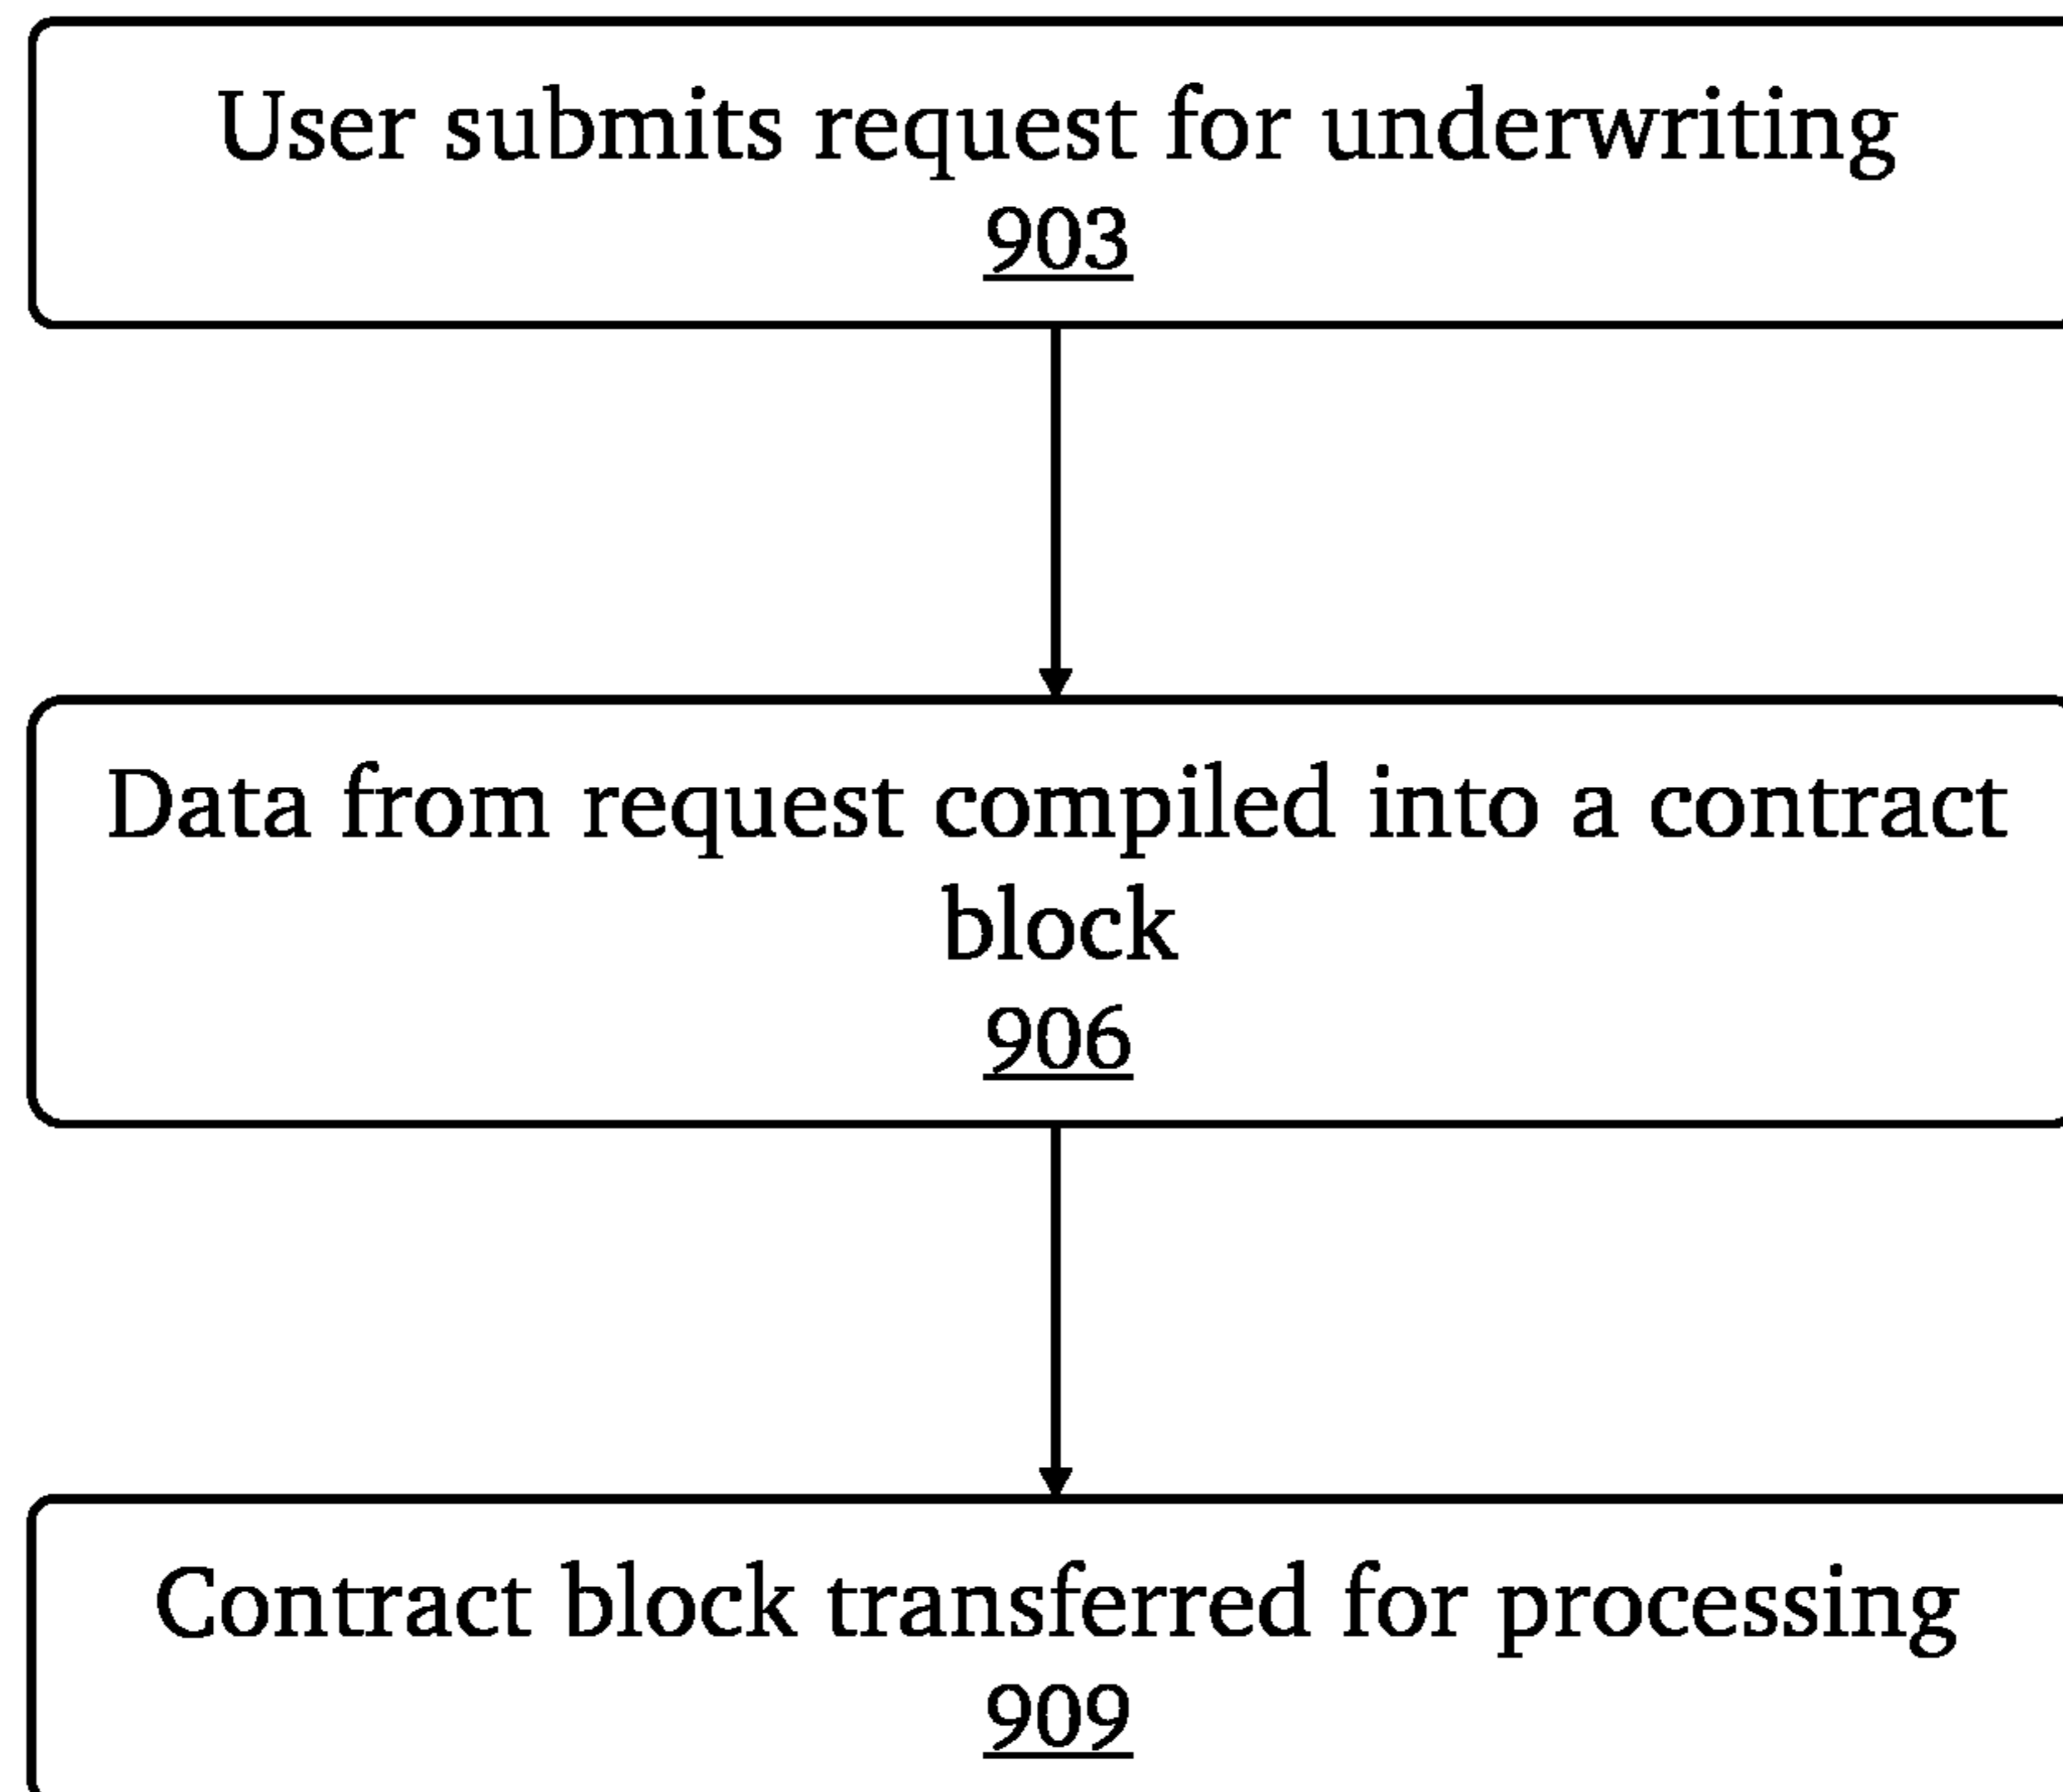 User submits request for underwriting
903
Data from request compiled into a contract
block
906
Contract block transferred for processing
909